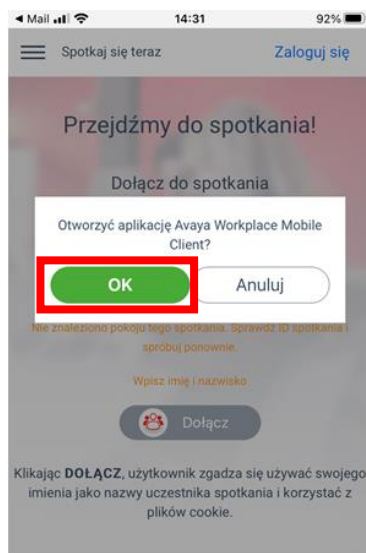 Mail 14:31 92%
Spotkaj się teraz Zaloguj się
Przejdźmy do spotkania!
Dołącz do spotkania
Otworzyć aplikację Avaya Workplace Mobile
Client?
OK Anuluj
Nie znaleziono pokoju tego spotkania. Sprawdź ID spotkania i
spróbuj ponownie.
Wpisz imię i nazwisko
Dołącz
Klikając DOŁĄCZ, użytkownik zgadza się używać swojego
imienia jako nazwy uczestnika spotkania i korzystać z
plików cookie.